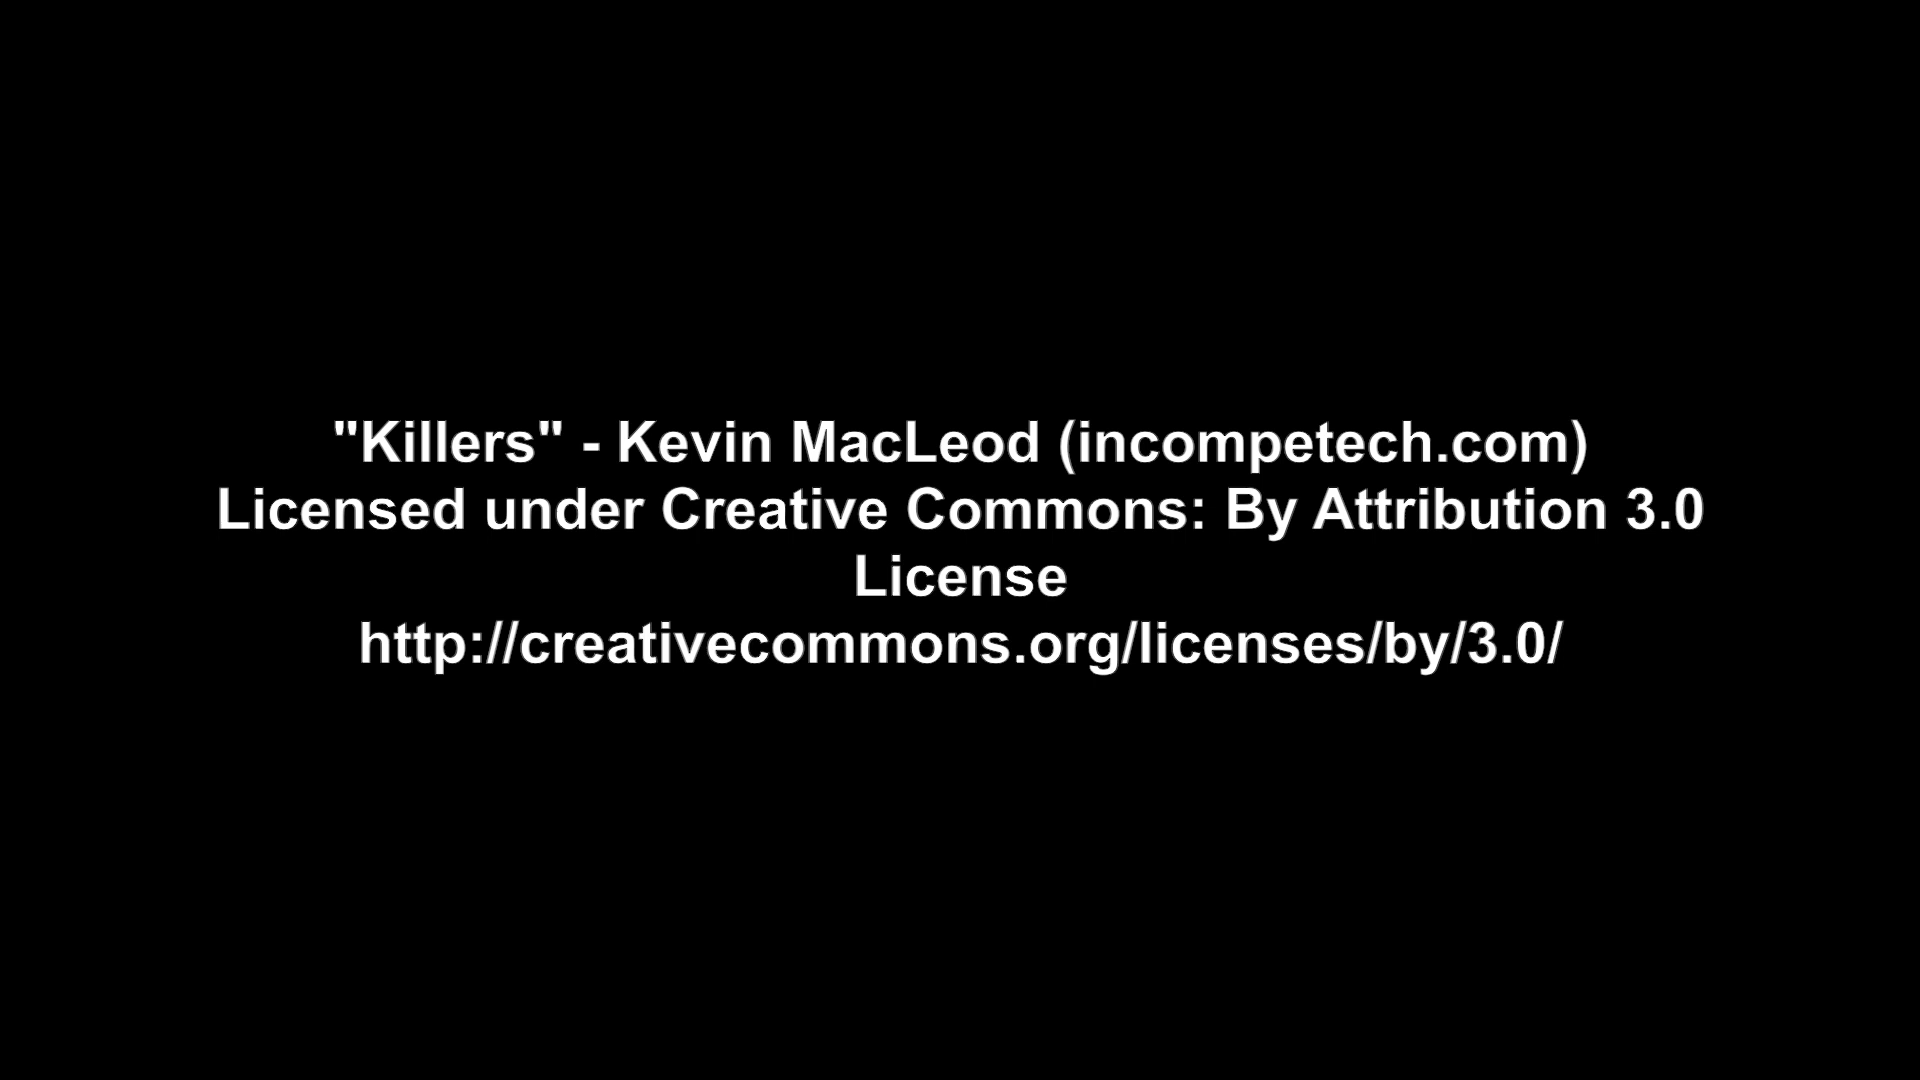 "Killers" - Kevin MacLeod (incompetech.com)
Licensed under Creative Commons: By Attribution 3.0
License
http://creativecommons.org/licenses/by/3.0/